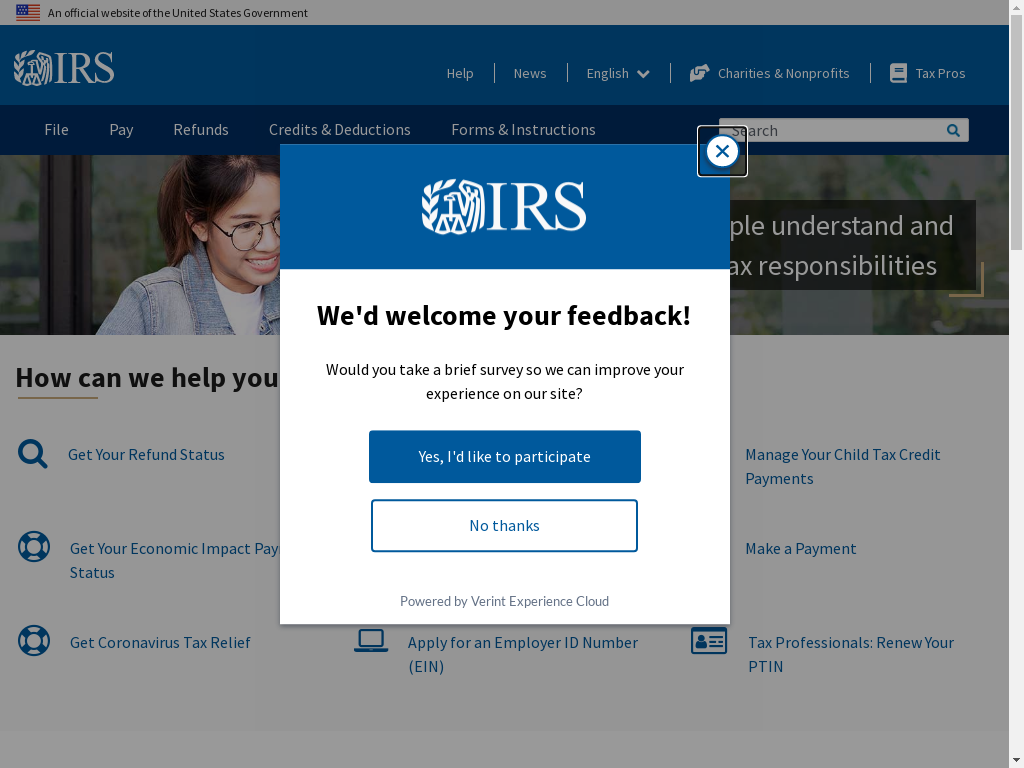 An official website of the United States Government
IRS
Help
News
English
Charities & Nonprofits
Tax Pros
File
Pay
Refunds
Credits & Deductions
Forms & Instructions
Search
ple understand and
ax responsibilities
IRS
We'd welcome your feedback!
Would you take a brief survey so we can improve your
experience on our site?
Yes, I'd like to participate
No thanks
Powered by Verint Experience Cloud
How can we help you
Get Your Refund Status
Manage Your Child Tax Credit
Payments
Get Your Economic Impact Pay
Status
Make a Payment
Get Coronavirus Tax Relief
Apply for an Employer ID Number
(EIN)
Tax Professionals: Renew Your
PTIN